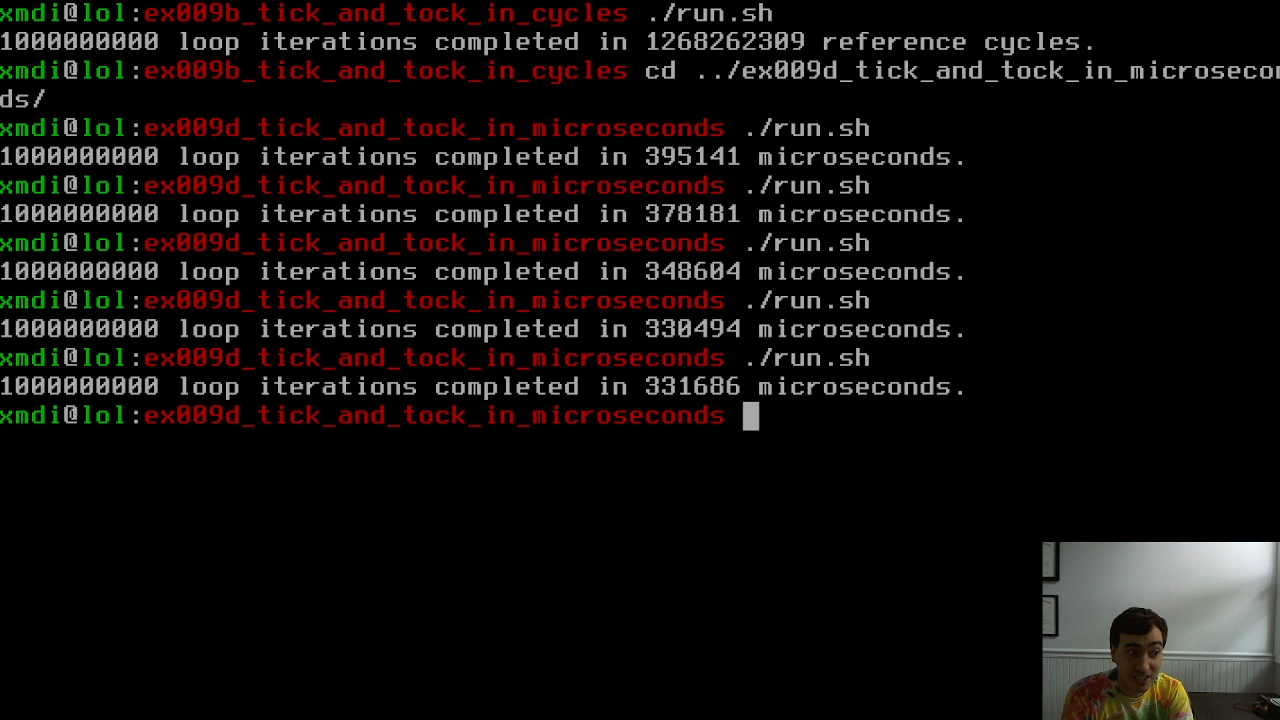 xmdi@lol:ex009b_tick_and_tock_in_cycles ./run.sh
1000000000 loop iterations completed in 1268262309 reference cycles.
xmdi@lol:ex009b_tick_and_tock_in_cycles cd ../ex009d_tick_and_tock_in_microsecon
ds/
xmdi@lol:ex009d_tick_and_tock_in_microseconds ./run.sh
1000000000 loop iterations completed in 395141 microseconds.
xmdi@lol:ex009d_tick_and_tock_in_microseconds ./run.sh
1000000000 loop iterations completed in 378181 microseconds.
xmdi@lol:ex009d_tick_and_tock_in_microseconds ./run.sh
1000000000 loop iterations completed in 348604 microseconds.
xmdi@lol:ex009d_tick_and_tock_in_microseconds ./run.sh
1000000000 loop iterations completed in 330494 microseconds.
xmdi@lol:ex009d_tick_and_tock_in_microseconds ./run.sh
1000000000 loop iterations completed in 331686 microseconds.
xmdi@lol:ex009d_tick_and_tock_in_microseconds